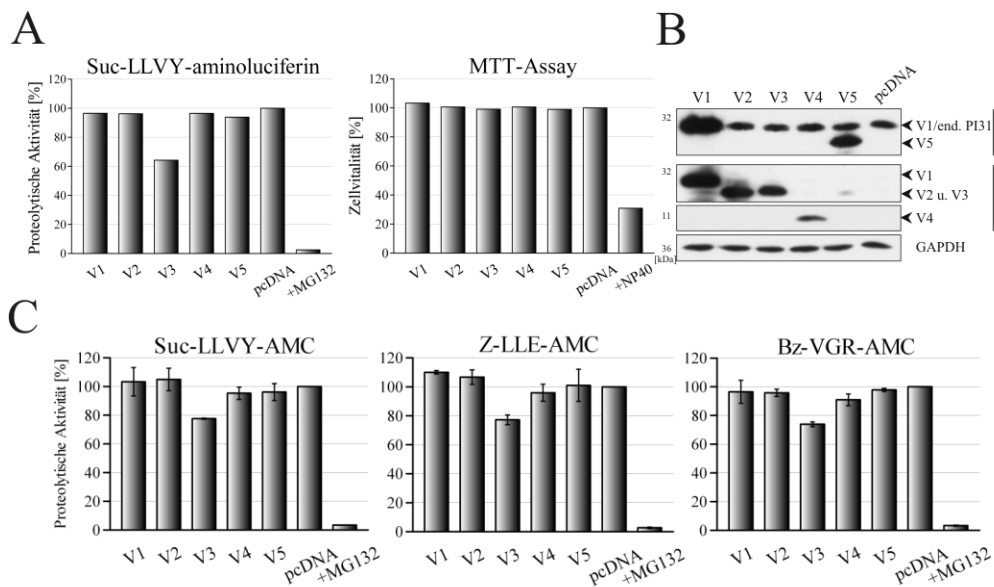 A
Suc-LLVY-aminoluciferin
Proteolytische Aktivität [%]
120
100
80
60
40
20
0
V1 V2 V3 V4 V5 pcDNA +MG132
MTT-Assay
Zellvitalität [%]
120
100
80
60
40
20
0
V1 V2 V3 V4 V5 pcDNA +NP40
B
V1 V2 V3 V4 V5 pcDNA
32
V1/end. PI31
V5
32
V1
V2 u. V3
11
V4
36
[kDa]
GAPDH
C
Suc-LLVY-AMC
Proteolytische Aktivität [%]
120
100
80
60
40
20
0
V1 V2 V3 V4 V5 pcDNA +MG132
Z-LLE-AMC
120
100
80
60
40
20
0
V1 V2 V3 V4 V5 pcDNA +MG132
Bz-VGR-AMC
120
100
80
60
40
20
0
V1 V2 V3 V4 V5 pcDNA +MG132